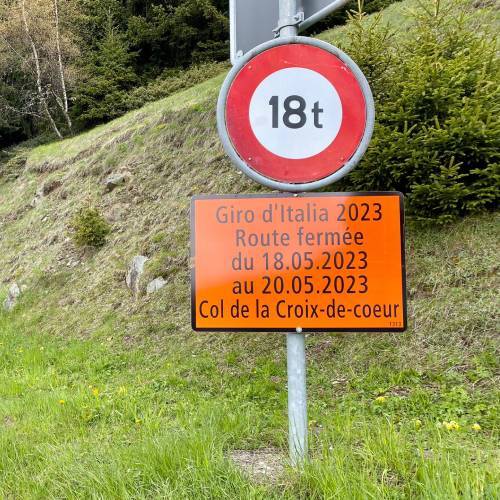 18t
Giro d'Italia 2023
Route fermée
du 18.05.2023
au 20.05.2023
Col de la Croix-de-coeur